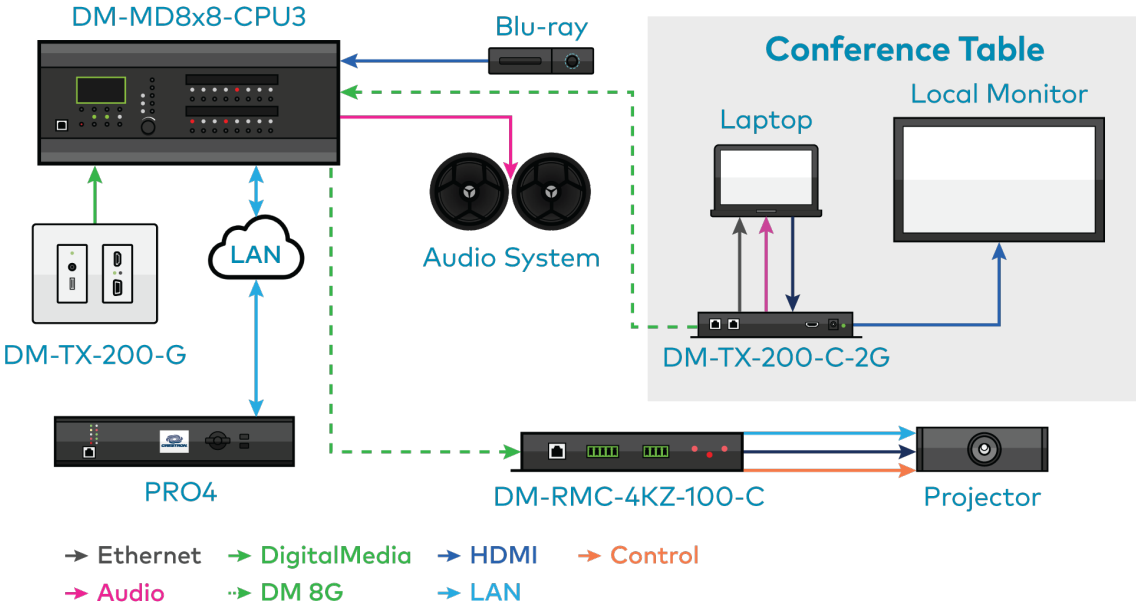 DM-MD8x8-CPU3
Blu-ray
Conference Table
Local Monitor
Laptop
LAN
Audio System
DM-TX-200-G
DM-TX-200-C-2G
CRESTRON
PRO4
DM-RMC-4KZ-100-C
Projector
Ethernet
DigitalMedia
HDMI
Control
Audio
DM 8G
LAN